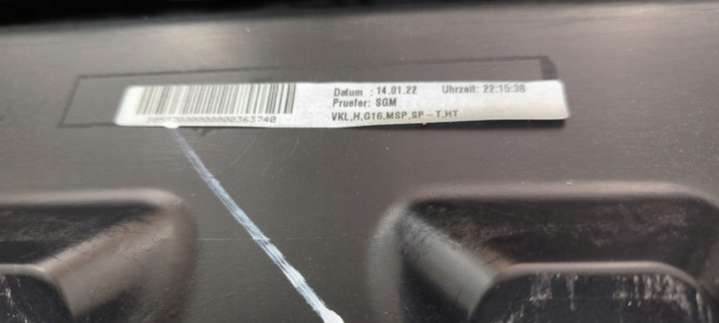 Datum : 14.01.22 Uhrzeit: 22:15:38
Pruefer: SGM
VKL,H,G16,MSP,SP-T,HT